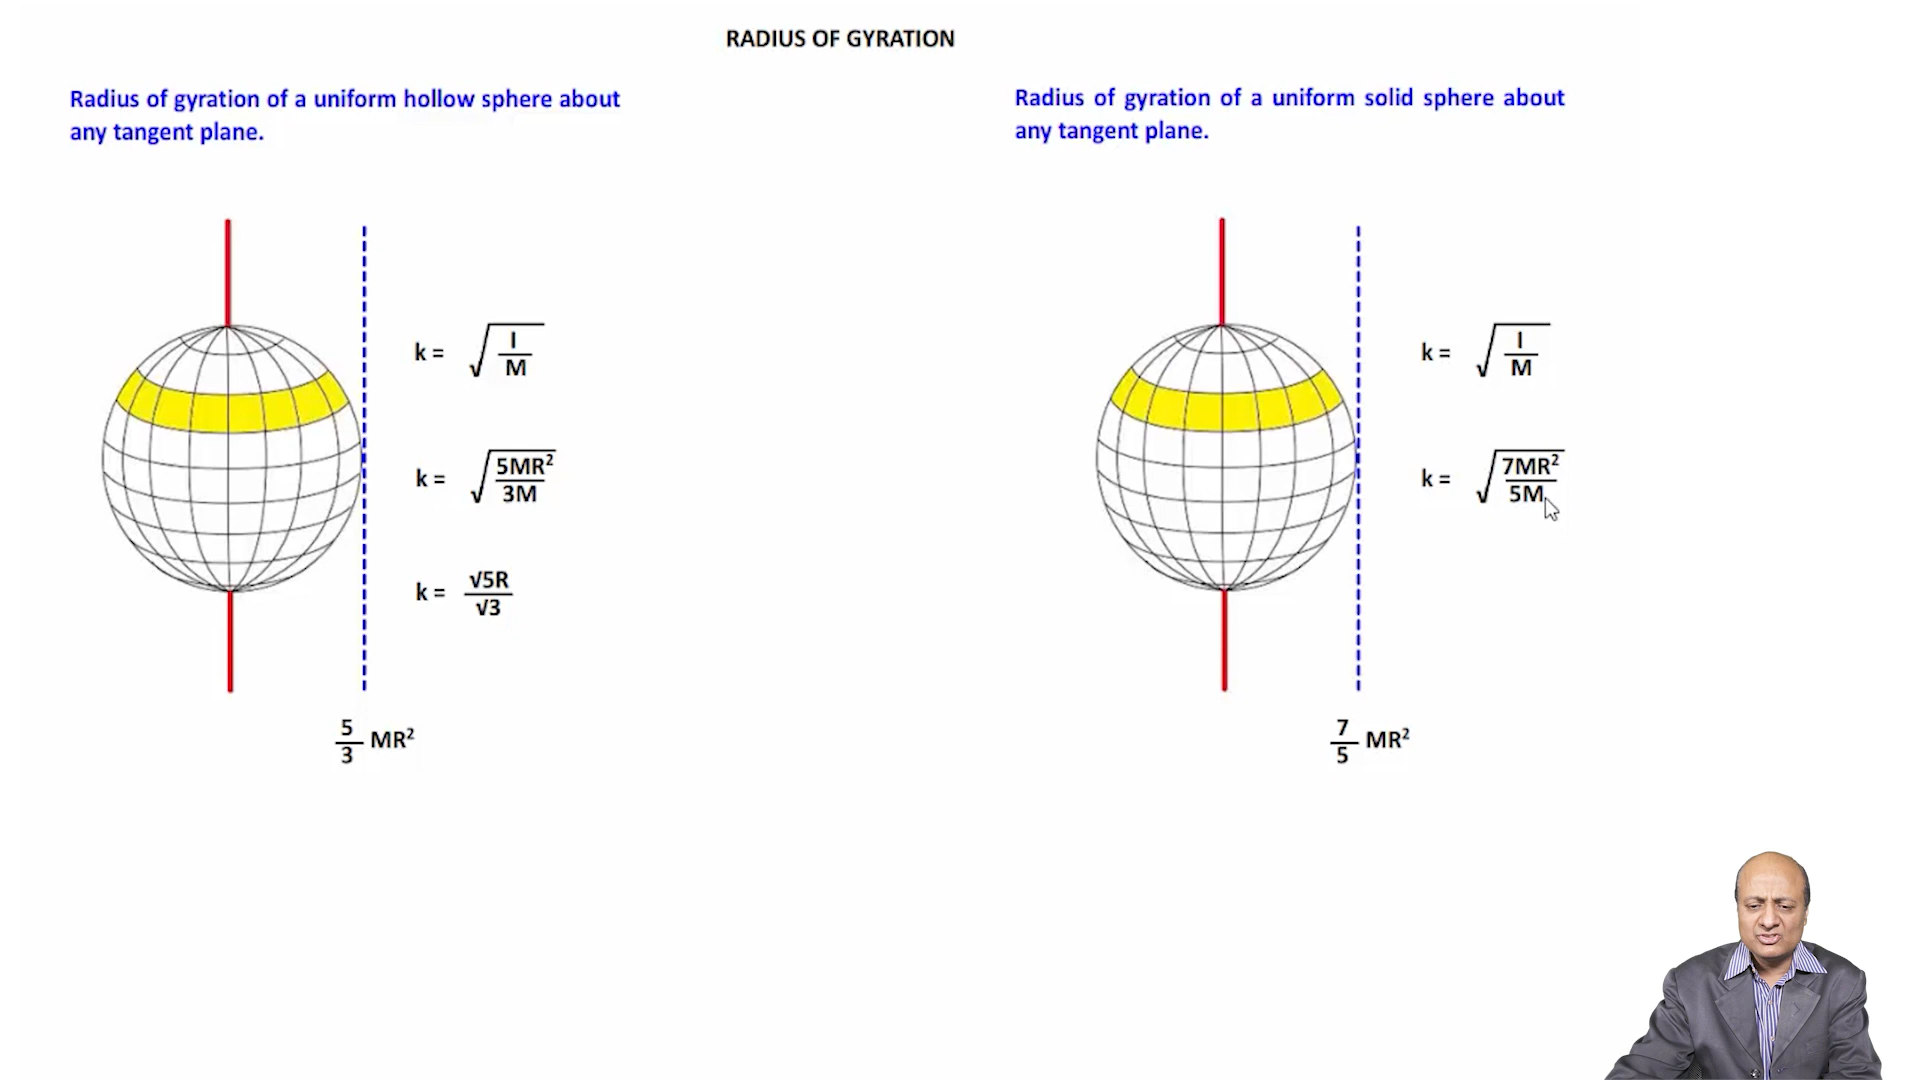 RADIUS OF GYRATION
Radius of gyration of a uniform hollow sphere about
any tangent plane.
k = √ I
M
k = √ 5MR²
3M
k = √5R
√3
5
3 MR²
Radius of gyration of a uniform solid sphere about
any tangent plane.
k = √ I
M
k = √ 7MR²
5M
7
5 MR²